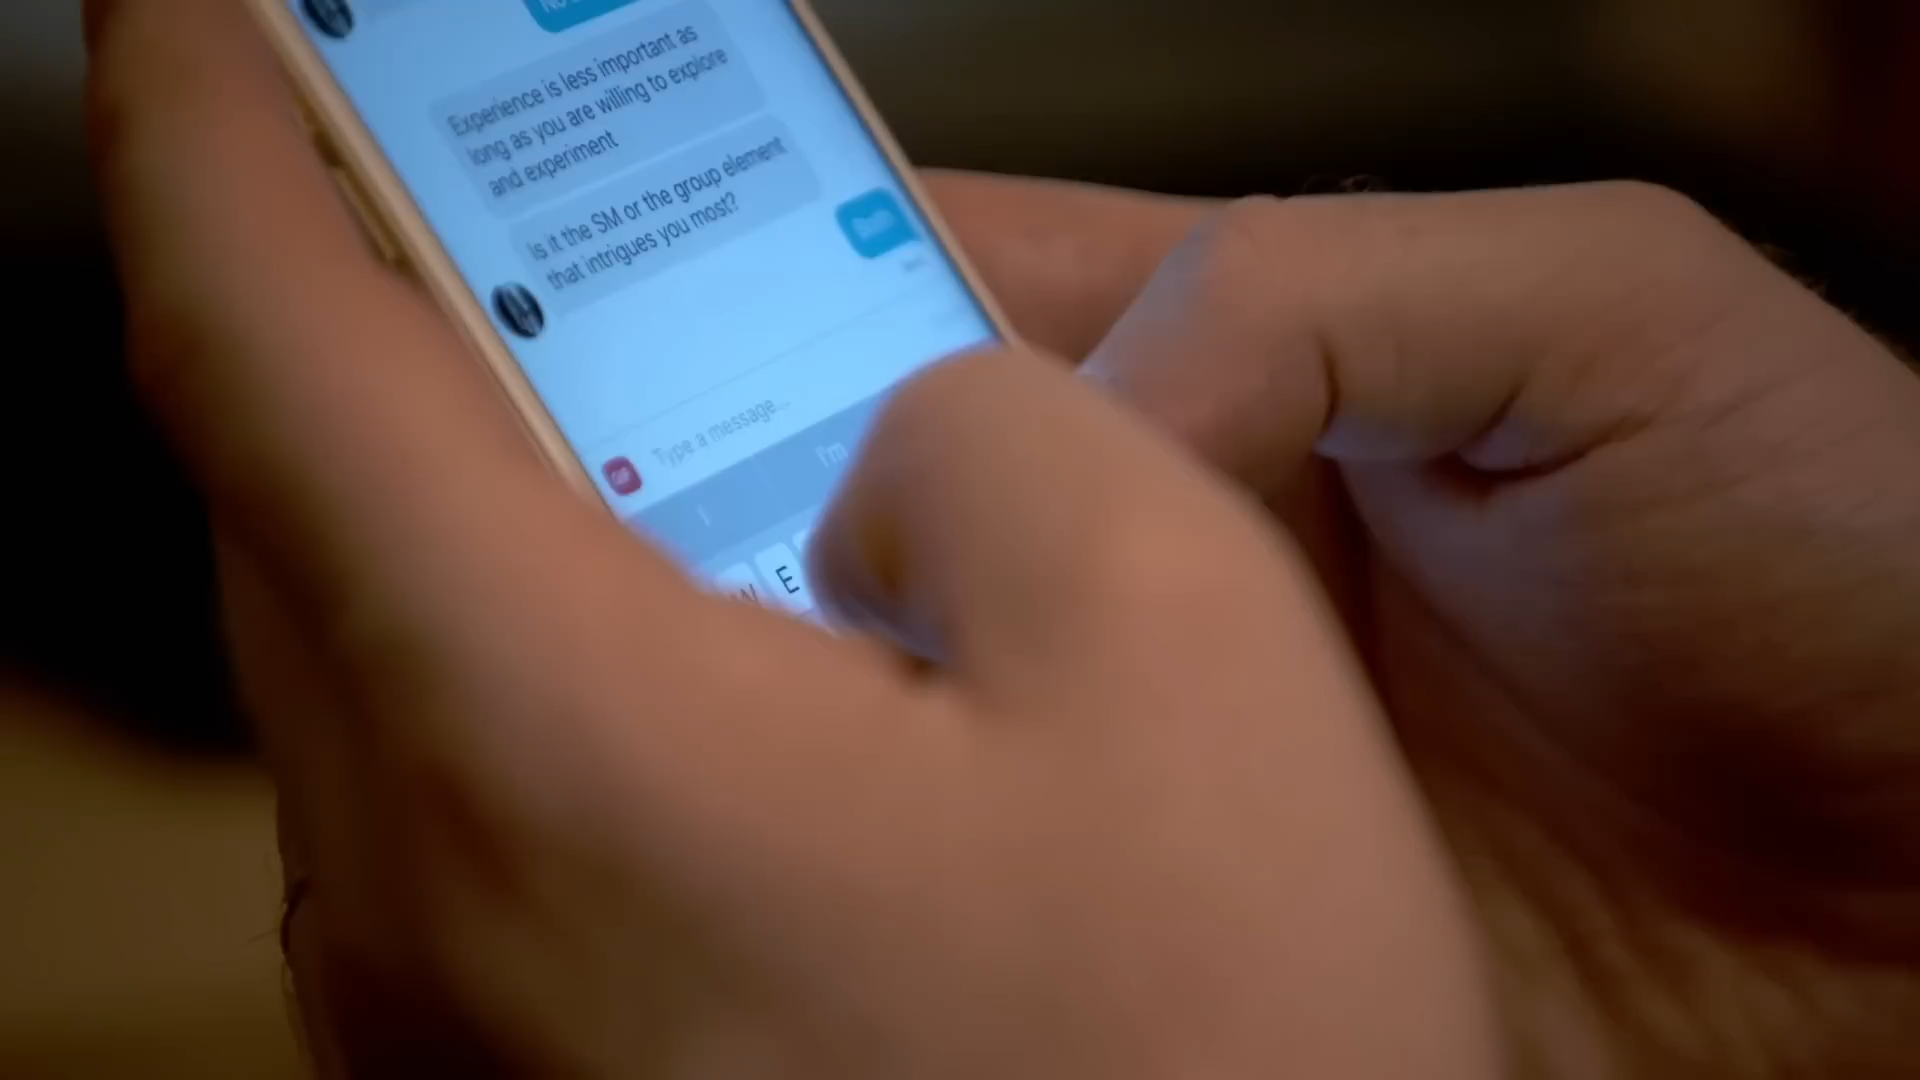 Experience is less important as
long as you are willing to explore
and experiment
Is it the SM or the group element
that intrigues you most?
Both
GIF
Type a message...
I
I'm
W E